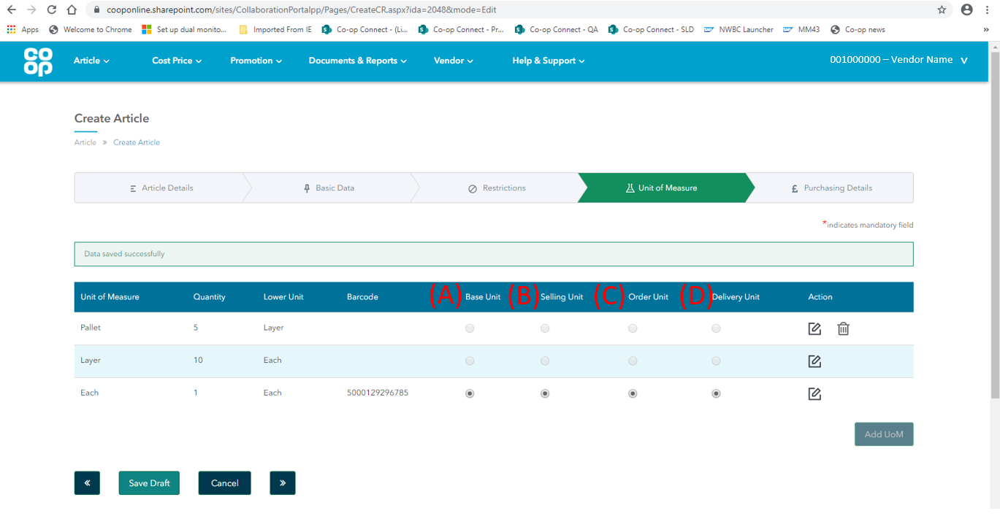 cooponline.sharepoint.com/sites/CollaborationPortalpp/Pages/CreateCR.aspx?ida=2048&mode=Edit
Apps Welcome to Chrome Set up dual monito... Imported From IE Co-op Connect - (Li... Co-op Connect - Pr... Co-op Connect - QA Co-op Connect - SLD NWBC Launcher MM43 Co-op news »
CO OP Article Cost Price Promotion Documents & Reports Vendor Help & Support 001000000 – Vendor Name
Create Article
Article » Create Article
Article Details Basic Data Restrictions Unit of Measure £ Purchasing Details
*indicates mandatory field
Data saved successfully
Unit of Measure Quantity Lower Unit Barcode (A) Base Unit (B) Selling Unit (C) Order Unit (D) Delivery Unit Action
Pallet 5 Layer
Layer 10 Each
Each 1 Each 5000129296785
Add UoM
« Save Draft Cancel »